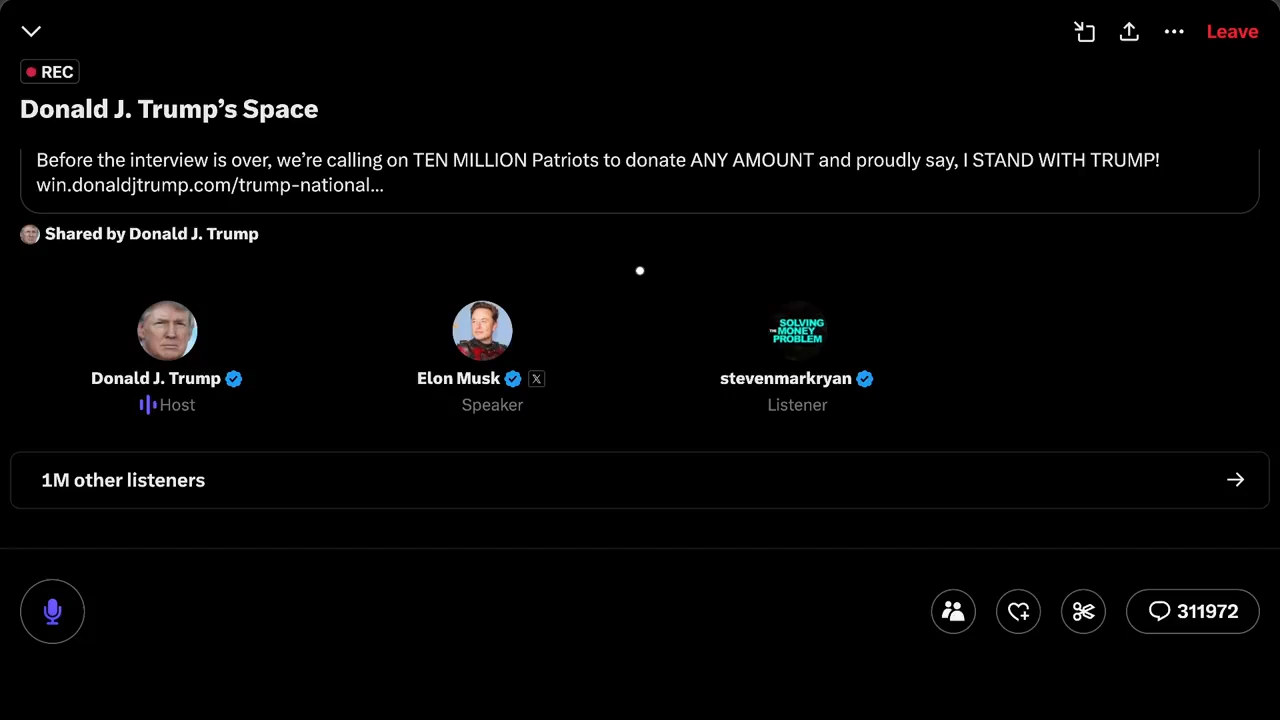 Leave
REC
Donald J. Trump’s Space
Before the interview is over, we’re calling on TEN MILLION Patriots to donate ANY AMOUNT and proudly say, I STAND WITH TRUMP!
win.donaldjtrump.com/trump-national...
Shared by Donald J. Trump
SOLVING
THE MONEY
PROBLEM
Donald J. Trump
Elon Musk X
stevenmarkryan
Host
Speaker
Listener
1M other listeners
311972